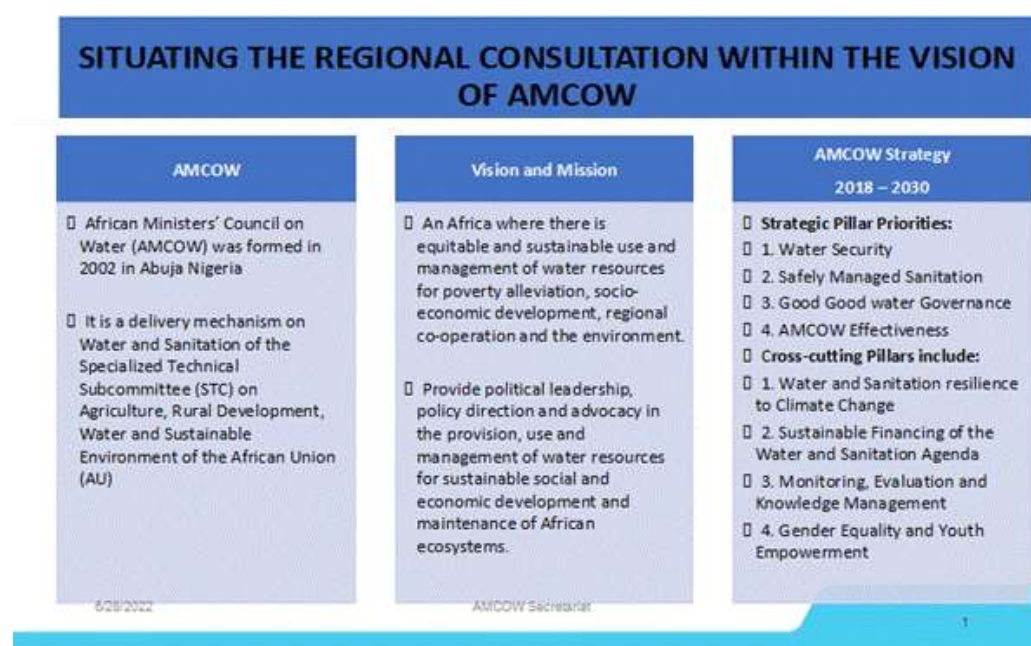 SITUATING THE REGIONAL CONSULTATION WITHIN THE VISION
OF AMCOW
AMCOW
African Ministers' Council on
Water (AMCOW) was formed in
2002 in Abuja Nigeria
It is a delivery mechanism on
Water and Sanitation of the
Specialized Technical
Subcommittee (STC) on
Agriculture, Rural Development,
Water and Sustainable
Environment of the African Union
(AU)
Vision and Mission
An Africa where there is
equitable and sustainable use and
management of water resources
for poverty alleviation, socio-
economic development, regional
co-operation and the environment.
Provide political leadership,
policy direction and advocacy in
the provision, use and
management of water resources
for sustainable social and
economic development and
maintenance of African
ecosystems.
AMCOW Strategy
2018 – 2030
Strategic Pillar Priorities:
1. Water Security
2. Safely Managed Sanitation
3. Good Good water Governance
4. AMCOW Effectiveness
Cross-cutting Pillars include:
1. Water and Sanitation resilience
to Climate Change
2. Sustainable Financing of the
Water and Sanitation Agenda
3. Monitoring, Evaluation and
Knowledge Management
4. Gender Equality and Youth
Empowerment
6/28/2022
AMCOW Secretariat
1